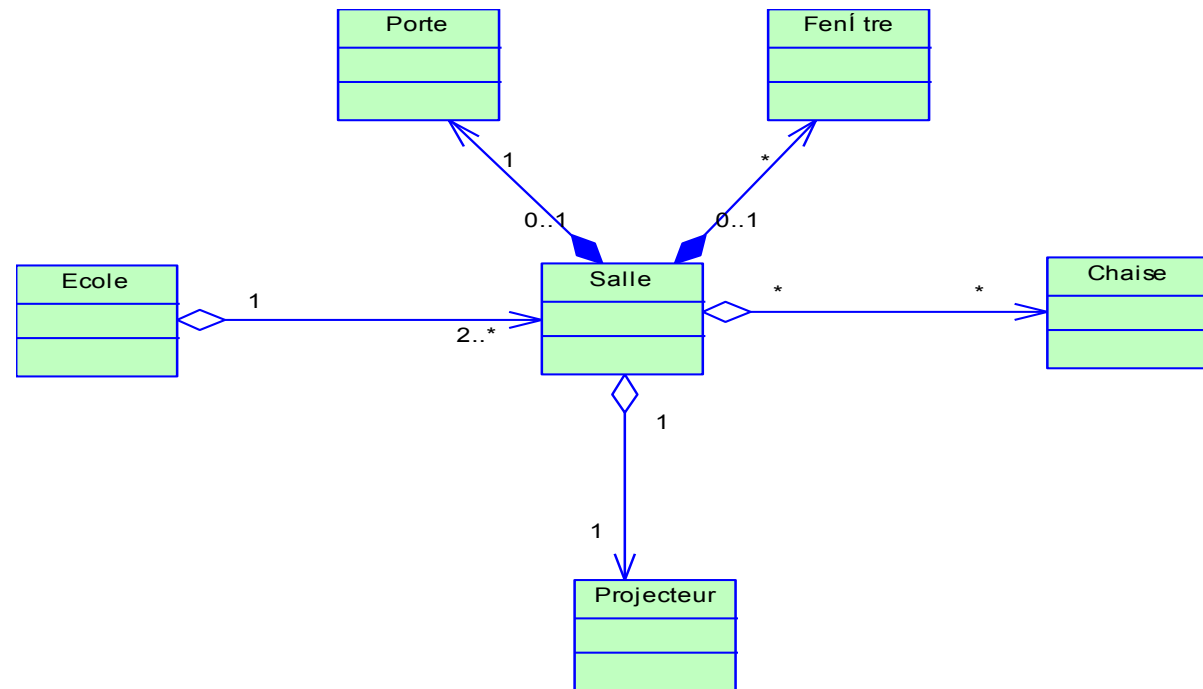 Porte
FenÍ tre
1
*
0..1
0..1
Ecole
Salle
Chaise
1
*
*
2..*
1
1
Projecteur